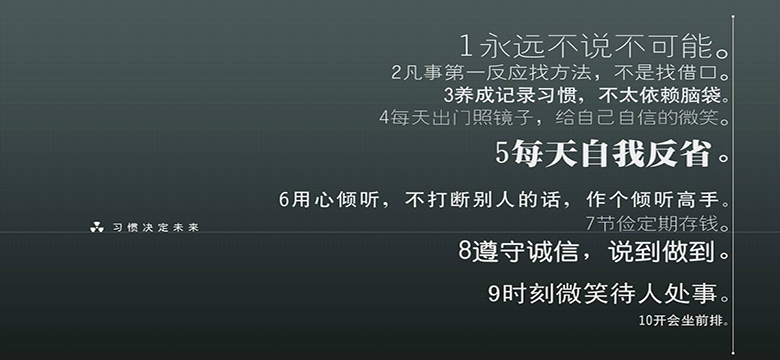 1永远不说不可能。
2凡事第一反应找方法，不是找借口。
3养成记录习惯，不太依赖脑袋。
4每天出门照镜子，给自己自信的微笑。
5每天自我反省。
6用心倾听，不打断别人的话，作个倾听高手。
7节俭定期存钱。
习惯决定未来
8遵守诚信，说到做到。
9时刻微笑待人处事。
10开会坐前排。